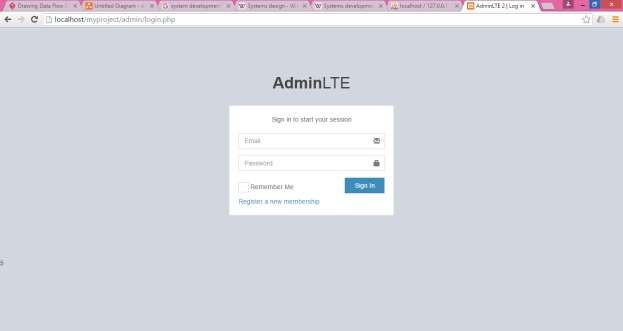 Drawing Data Flow
Untitled Diagram
system development
Systems design
Systems developmen
localhost / 127.0.0.1
AdminLTE 2 | Log in
localhost/myproject/admin/login.php
AdminLTE
Sign in to start your session
Email
Password
Remember Me
Sign In
Register a new membership